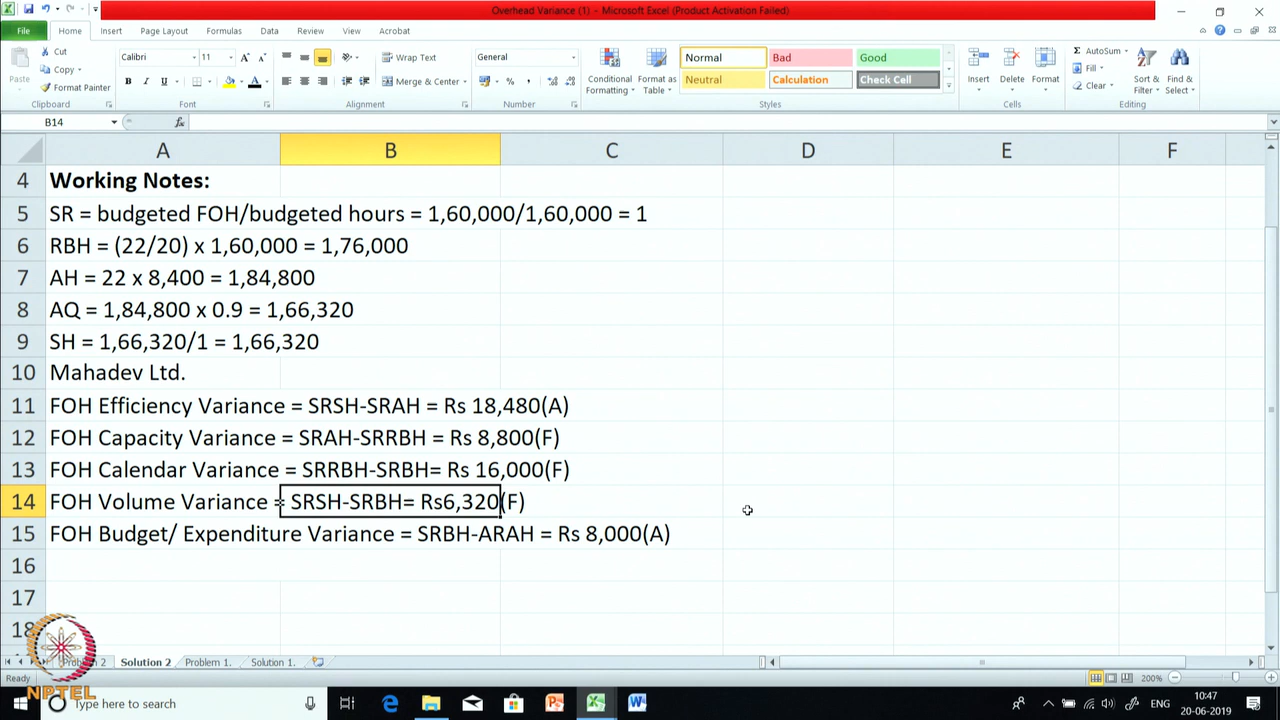 Overhead Variance (1) – Microsoft Excel (Product Activation Failed)
File Home Insert Page Layout Formulas Data Review View Acrobat
Paste Cut Copy Format Painter Clipboard
Calibri 11 B I U A Font
Wrap Text Merge & Center Alignment
General % , Number
Conditional Formatting Format as Table
Normal Bad Good
Neutral Calculation Check Cell
Styles
Insert Delete Format Cells
AutoSum Fill Clear Sort & Filter Find & Select Editing
B14 fx
A B C D E F
4 Working Notes:
5 SR = budgeted FOH/budgeted hours = 1,60,000/1,60,000 = 1
6 RBH = (22/20) x 1,60,000 = 1,76,000
7 AH = 22 x 8,400 = 1,84,800
8 AQ = 1,84,800 x 0.9 = 1,66,320
9 SH = 1,66,320/1 = 1,66,320
10 Mahadev Ltd.
11 FOH Efficiency Variance = SRSH-SRAH = Rs 18,480(A)
12 FOH Capacity Variance = SRAH-SRRBH = Rs 8,800(F)
13 FOH Calendar Variance = SRRBH-SRBH= Rs 16,000(F)
14 FOH Volume Variance = SRSH-SRBH= Rs6,320(F)
15 FOH Budget/ Expenditure Variance = SRBH-ARAH = Rs 8,000(A)
16
17
18
Problem 2 Solution 2 Problem 1. Solution 1.
Ready 200%
NPTEL
Type here to search
ENG 10:47 20-06-2019